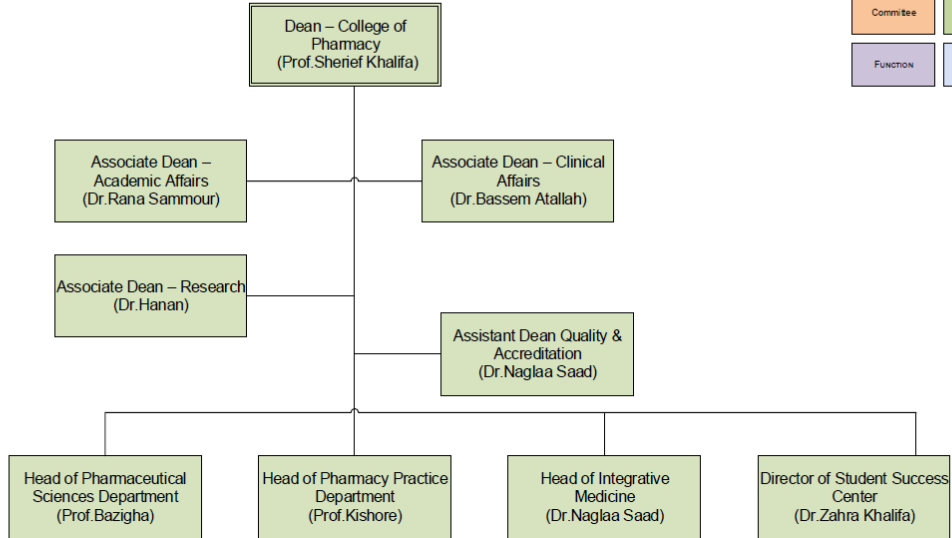 Dean – College of
Pharmacy
(Prof.Sherief Khalifa)
Committee
FUNCTION
Associate Dean –
Academic Affairs
(Dr.Rana Sammour)
Associate Dean – Clinical
Affairs
(Dr.Bassem Atallah)
Associate Dean – Research
(Dr.Hanan)
Assistant Dean Quality &
Accreditation
(Dr.Naglaa Saad)
Head of Pharmaceutical
Sciences Department
(Prof.Bazigha)
Head of Pharmacy Practice
Department
(Prof.Kishore)
Head of Integrative
Medicine
(Dr.Naglaa Saad)
Director of Student Success
Center
(Dr.Zahra Khalifa)